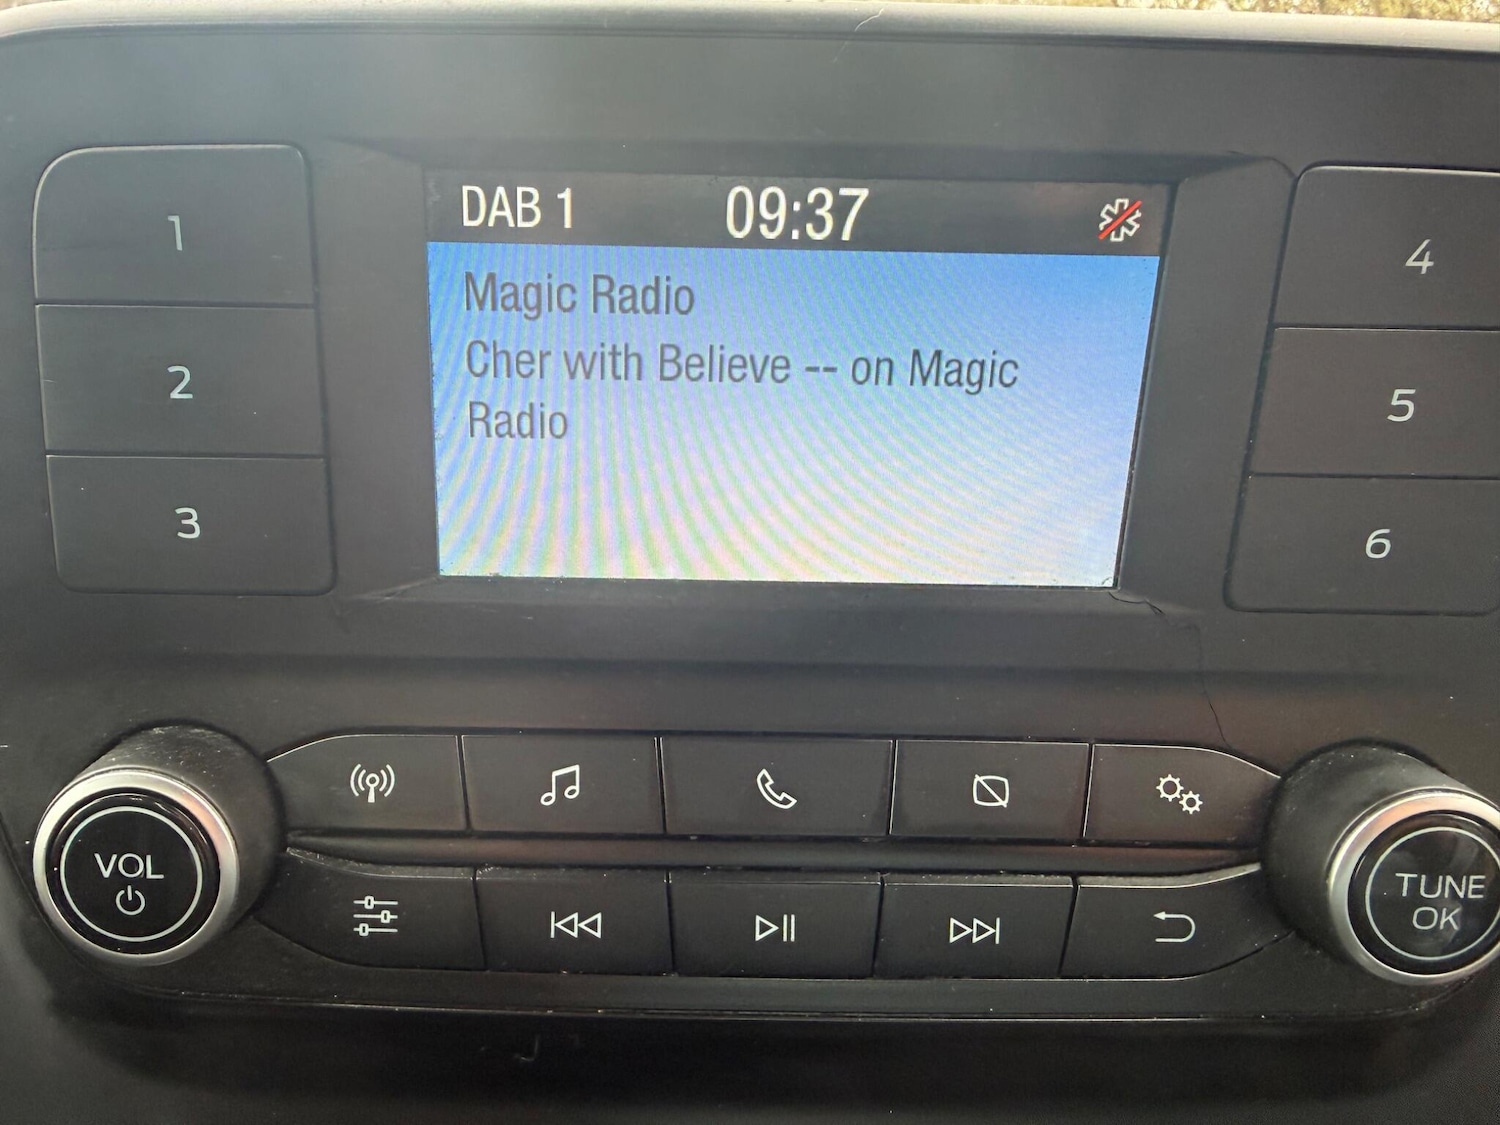 DAB 1 09:37
Magic Radio
Cher with Believe -- on Magic
Radio
1
2
3
4
5
6
VOL
TUNE
OK